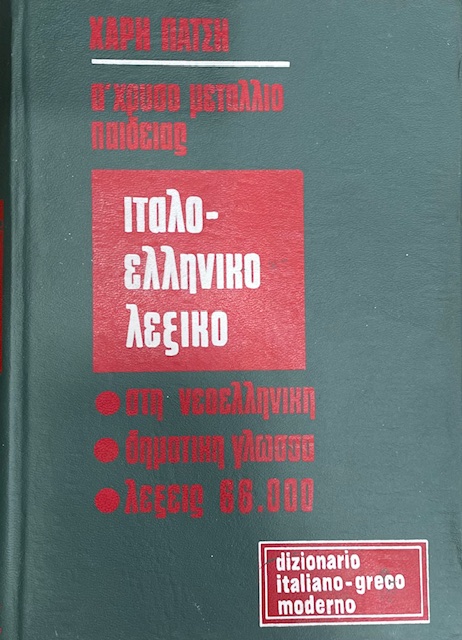 ΧΑΡΗ ΠΑΤΣΗ
α' χρυσο μεταλλιο
παιδειας
ιταλο-
ελληνικο
λεξικο
● στη νεοελληνικη
● δημοτικη γλωσσα
● λεξεις 88.000
dizionario
italiano-greco
moderno